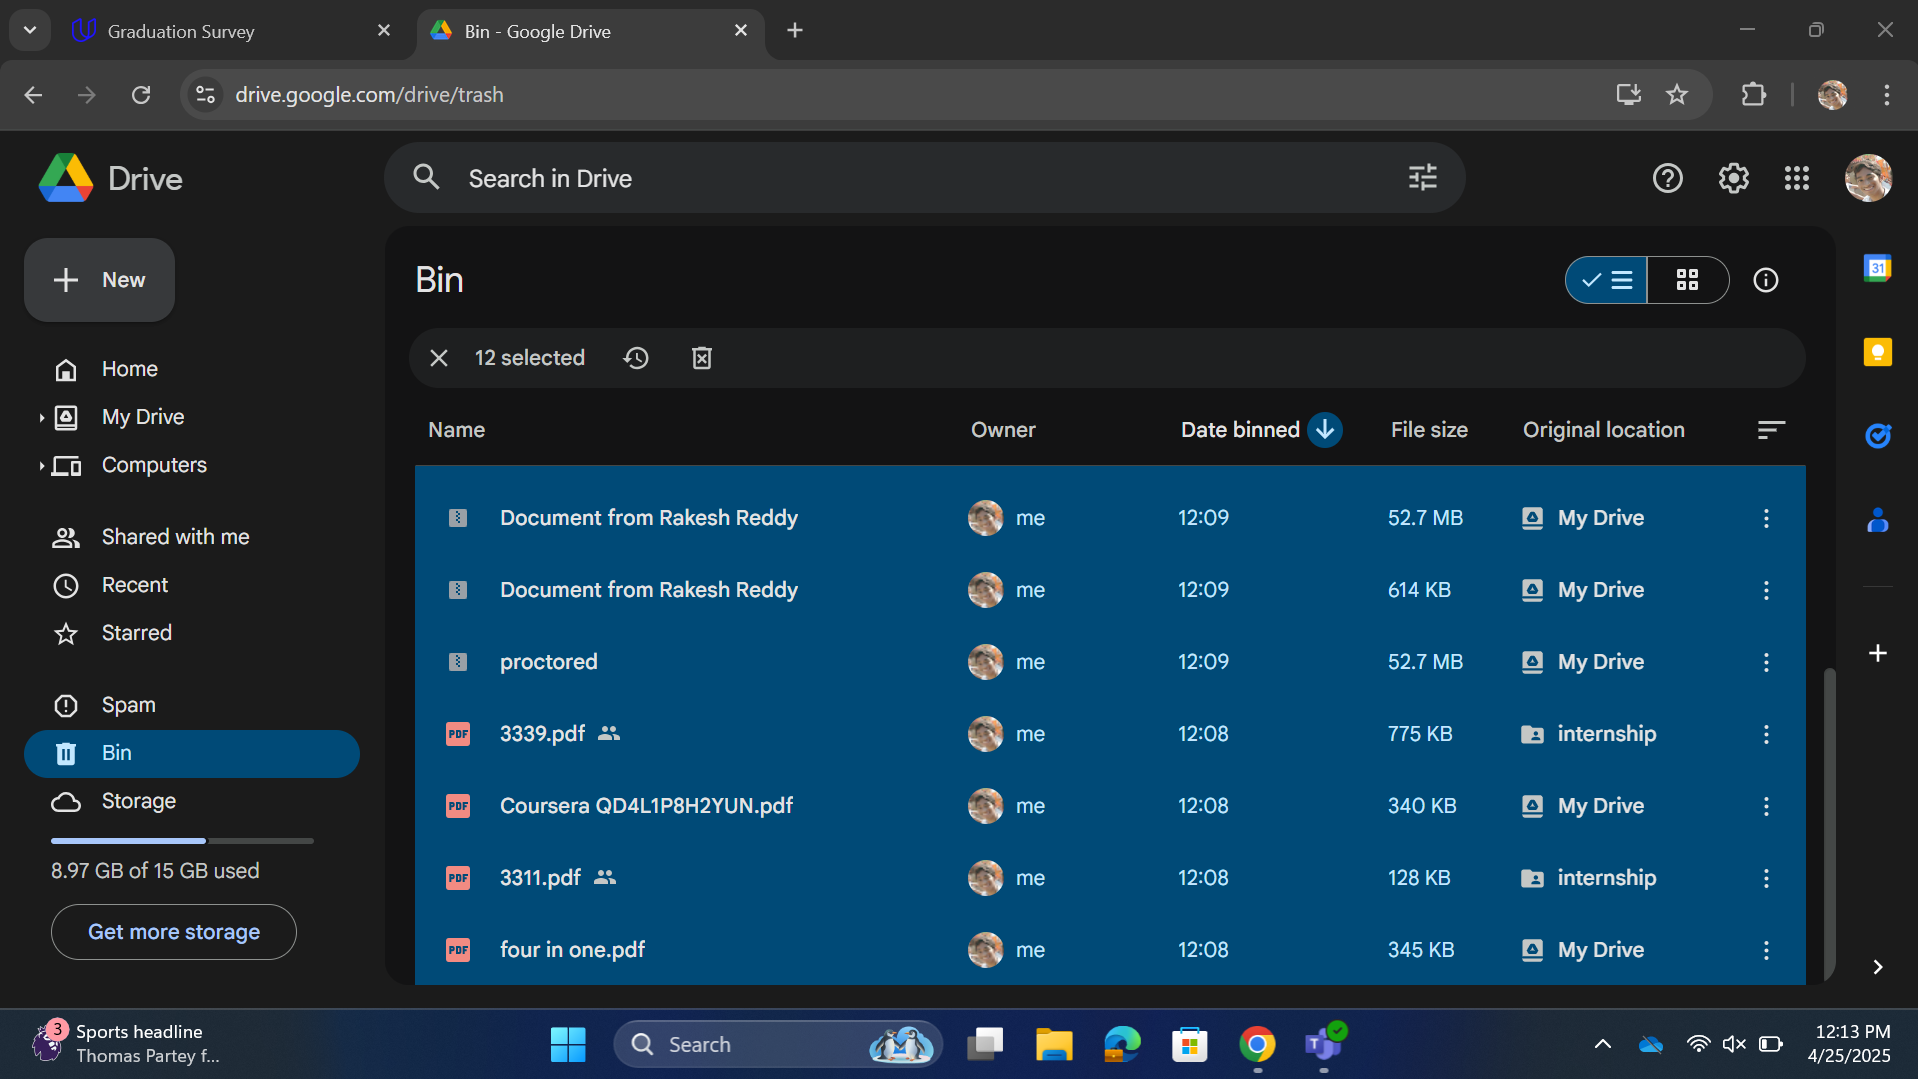 Graduation Survey
Bin - Google Drive
drive.google.com/drive/trash
Drive
Search in Drive
New
Home
My Drive
Computers
Shared with me
Recent
Starred
Spam
Bin
Storage
8.97 GB of 15 GB used
Get more storage
Bin
12 selected
Name Owner Date binned File size Original location
Document from Rakesh Reddy me 12:09 52.7 MB My Drive
Document from Rakesh Reddy me 12:09 614 KB My Drive
proctored me 12:09 52.7 MB My Drive
PDF 3339.pdf me 12:08 775 KB internship
PDF Coursera QD4L1P8H2YUN.pdf me 12:08 340 KB My Drive
PDF 3311.pdf me 12:08 128 KB internship
PDF four in one.pdf me 12:08 345 KB My Drive
31
3
Sports headline
Thomas Partey f...
Search
T
12:13 PM
4/25/2025